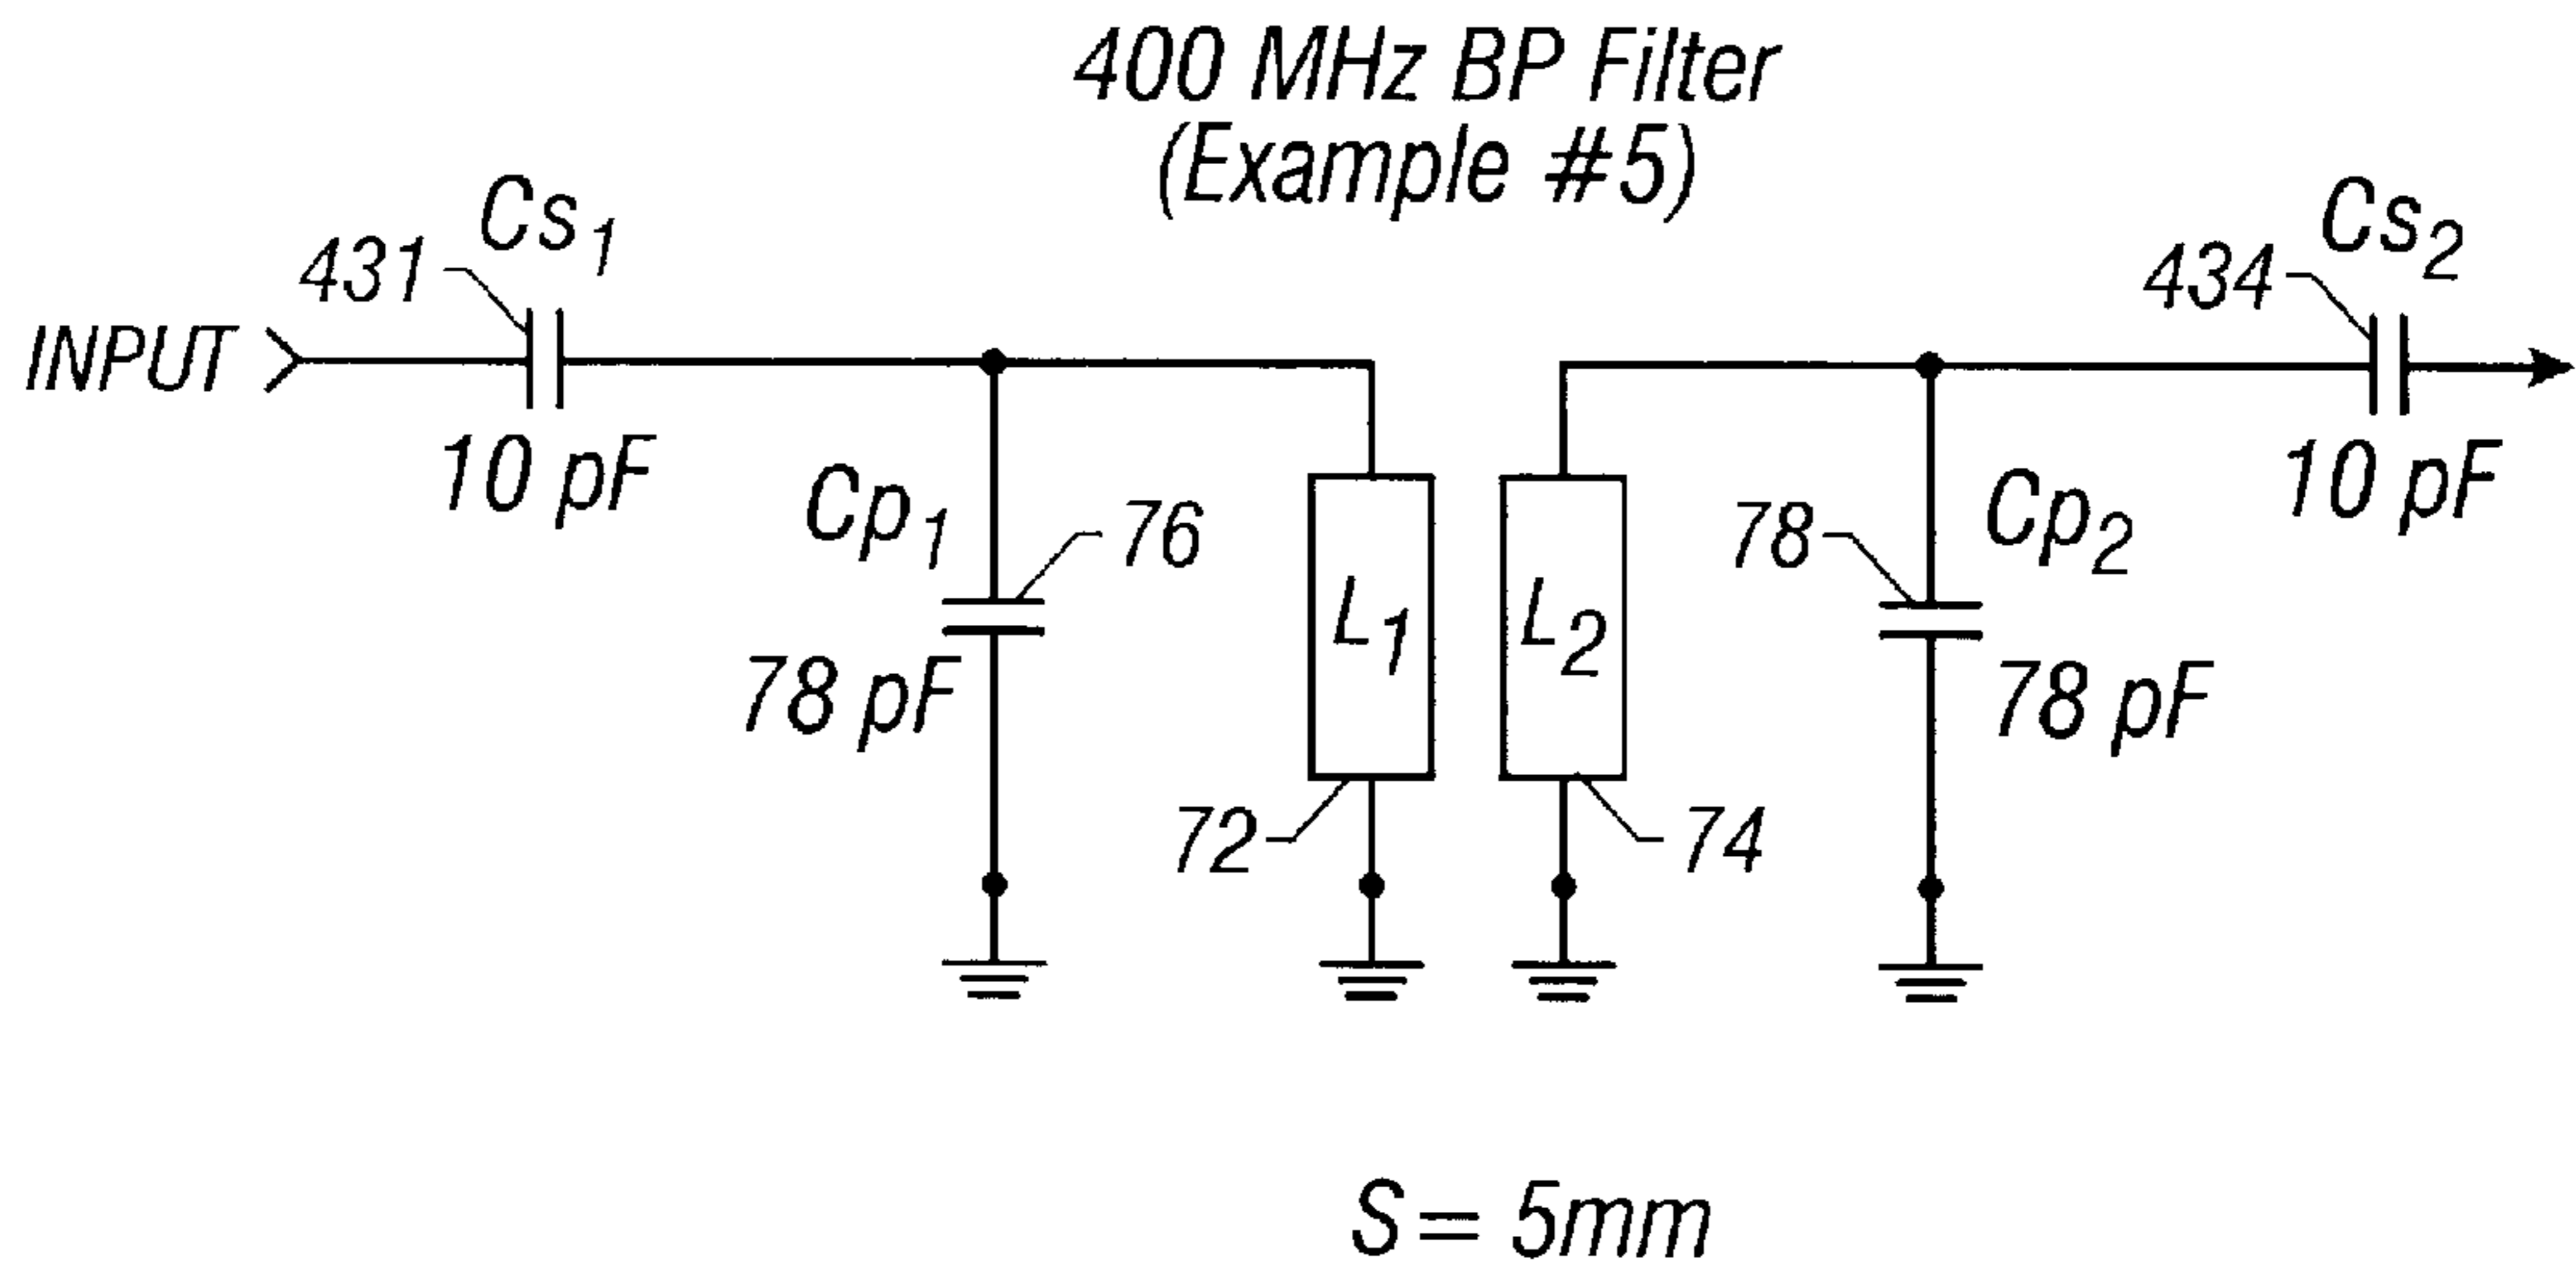 400 MHz BP Filter
(Example #5)
Cs1
431
INPUT
10 pF
Cp1
76
78 pF
L1
72
L2
74
78
Cp2
78 pF
Cs2
434
10 pF
S = 5mm